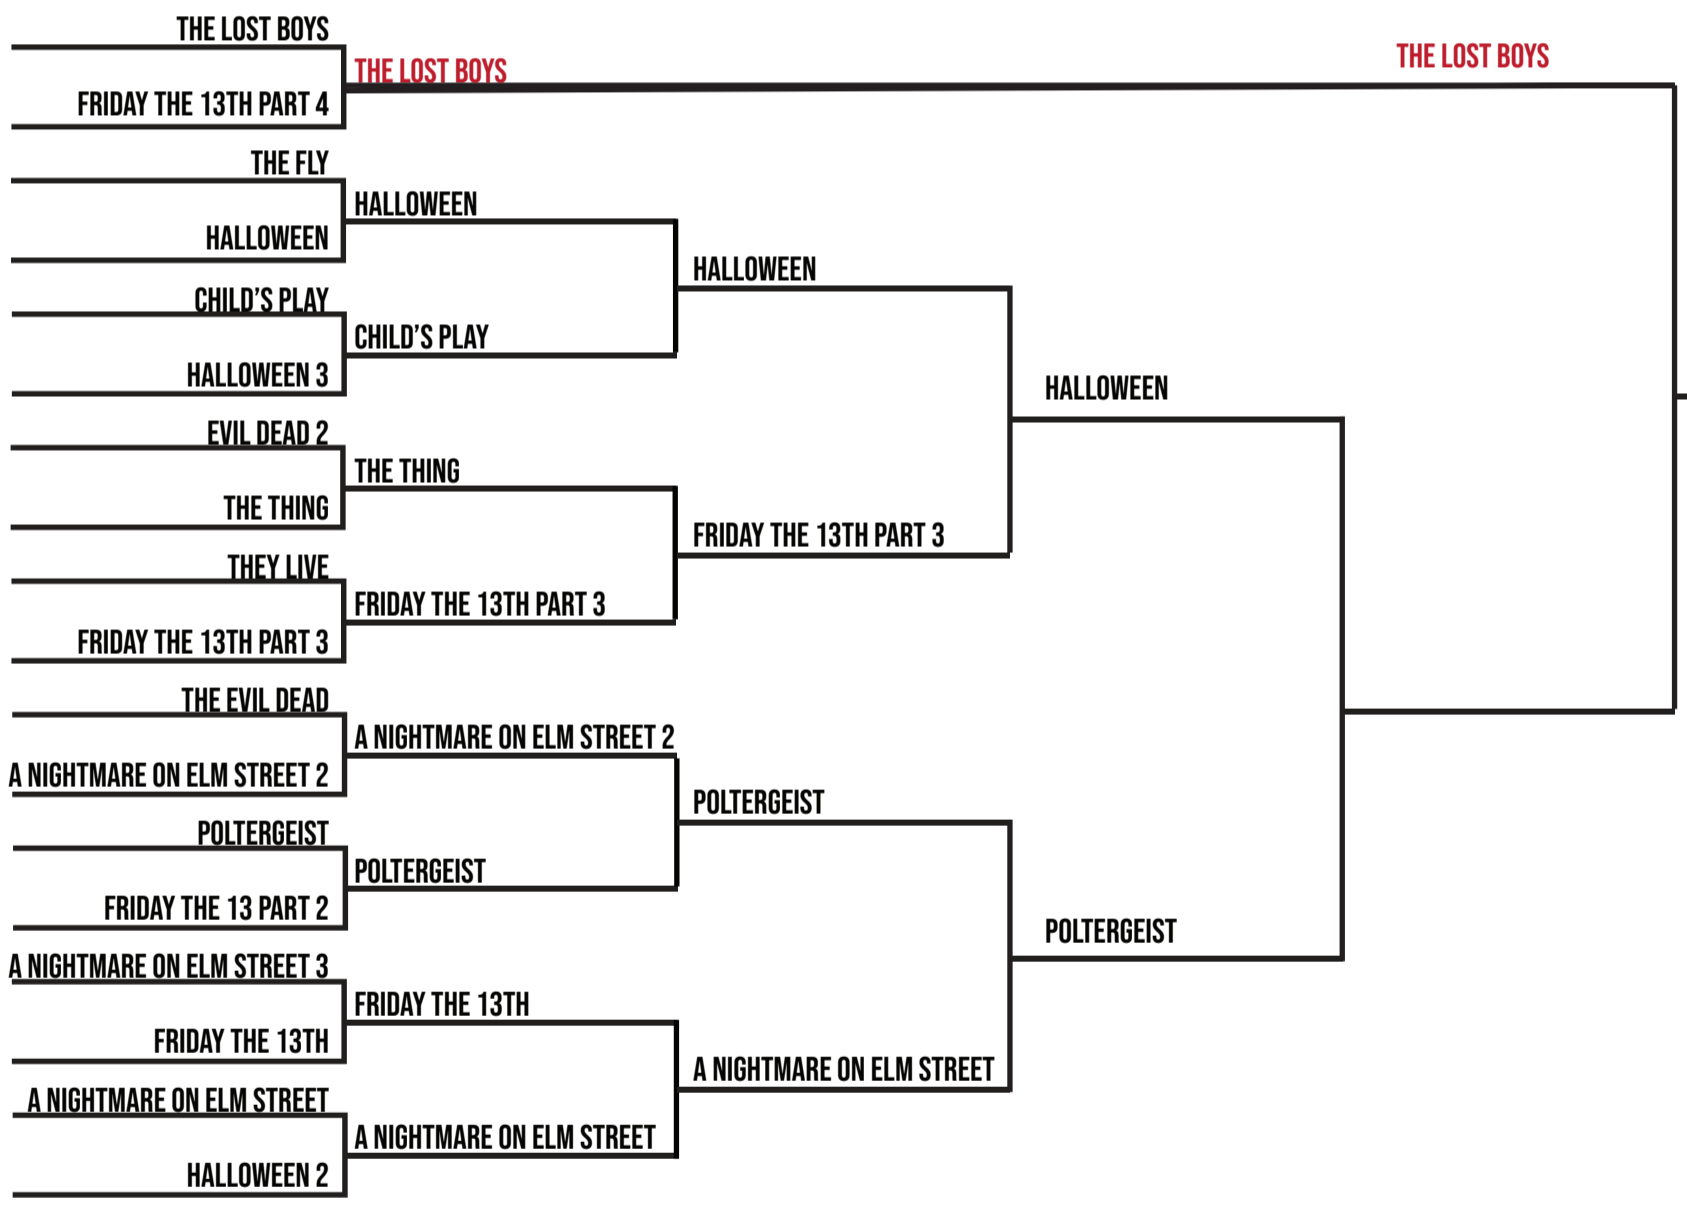 THE LOST BOYS
FRIDAY THE 13TH PART 4
THE FLY
HALLOWEEN
CHILD'S PLAY
HALLOWEEN 3
EVIL DEAD 2
THE THING
THEY LIVE
FRIDAY THE 13TH PART 3
THE EVIL DEAD
A NIGHTMARE ON ELM STREET 2
POLTERGEIST
FRIDAY THE 13 PART 2
A NIGHTMARE ON ELM STREET 3
FRIDAY THE 13TH
A NIGHTMARE ON ELM STREET
HALLOWEEN 2
THE LOST BOYS
HALLOWEEN
CHILD'S PLAY
THE THING
FRIDAY THE 13TH PART 3
A NIGHTMARE ON ELM STREET 2
POLTERGEIST
FRIDAY THE 13TH
A NIGHTMARE ON ELM STREET
HALLOWEEN
FRIDAY THE 13TH PART 3
POLTERGEIST
A NIGHTMARE ON ELM STREET
HALLOWEEN
POLTERGEIST
THE LOST BOYS